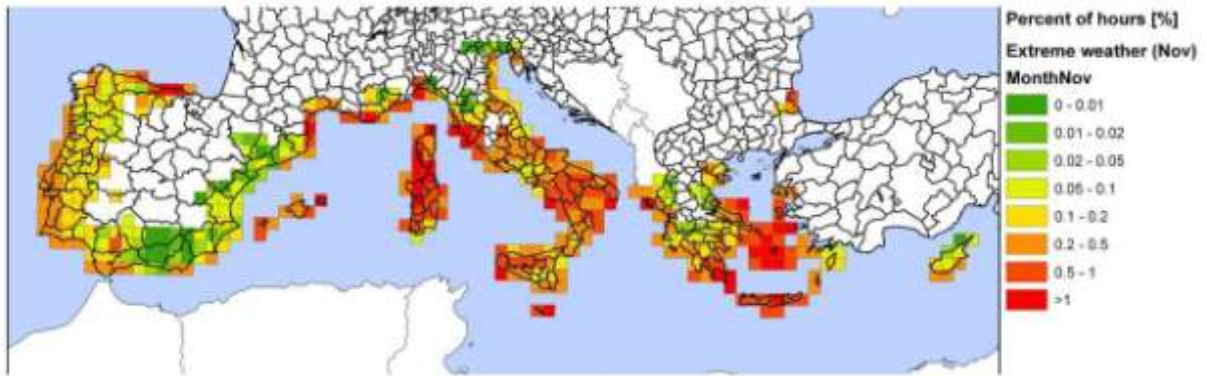 Percent of hours [%]
Extreme weather (Nov)
MonthNov
0 - 0.01
0.01 - 0.02
0.02 - 0.05
0.05 - 0.1
0.1 - 0.2
0.2 - 0.5
0.5 - 1
>1